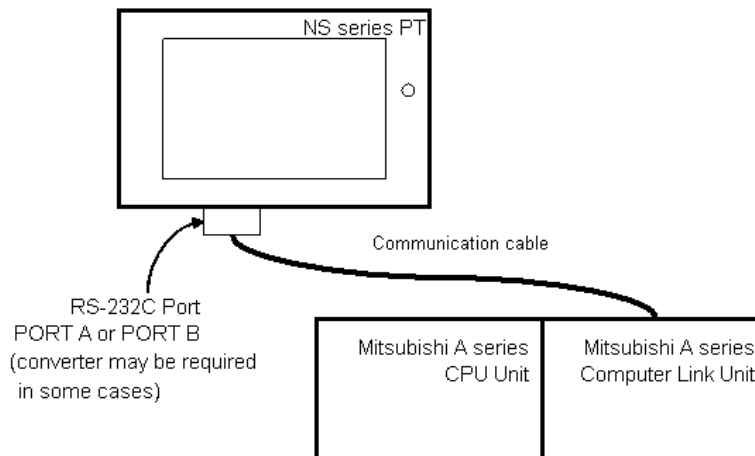 NS series PT
Communication cable
RS-232C Port
PORT A or PORT B
(converter may be required
in some cases)
Mitsubishi A series
CPU Unit
Mitsubishi A series
Computer Link Unit